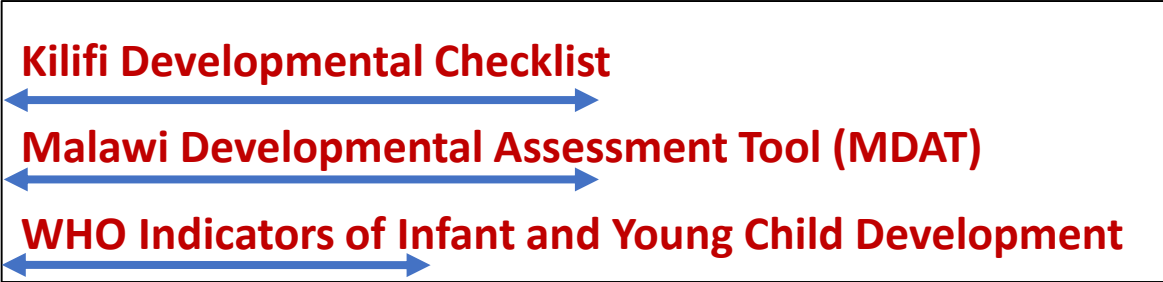 Kilifi Developmental Checklist
Malawi Developmental Assessment Tool (MDAT)
WHO Indicators of Infant and Young Child Development